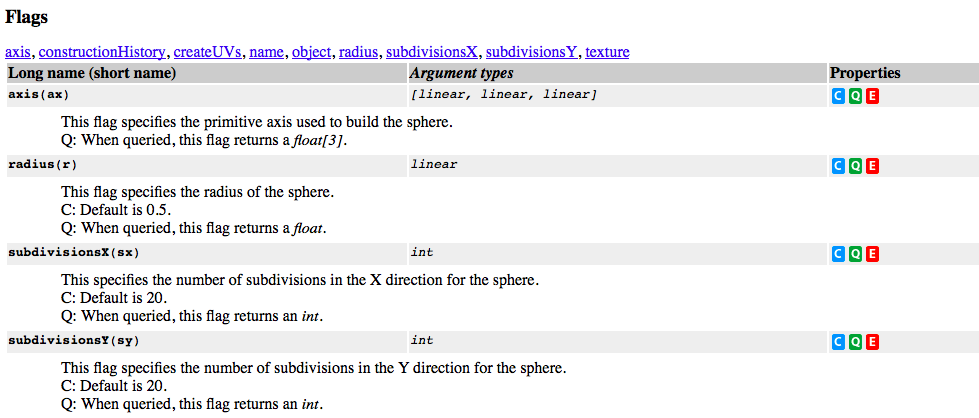 Flags
axis, constructionHistory, createUVs, name, object, radius, subdivisionsX, subdivisionsY, texture
Long name (short name) Argument types Properties
axis(ax) [linear, linear, linear] C Q E
This flag specifies the primitive axis used to build the sphere.
Q: When queried, this flag returns a float[3].
radius(r) linear C Q E
This flag specifies the radius of the sphere.
C: Default is 0.5.
Q: When queried, this flag returns a float.
subdivisionsX(sx) int C Q E
This specifies the number of subdivisions in the X direction for the sphere.
C: Default is 20.
Q: When queried, this flag returns an int.
subdivisionsY(sy) int C Q E
This flag specifies the number of subdivisions in the Y direction for the sphere.
C: Default is 20.
Q: When queried, this flag returns an int.